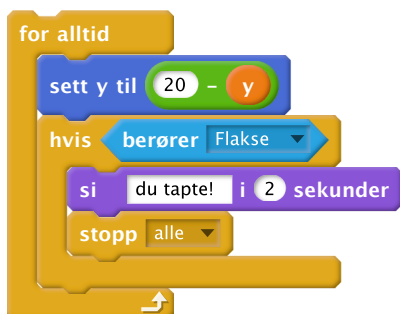 for alltid
sett y til 20 - y
hvis berører Flakse
si du tapte! i 2 sekunder
stopp alle